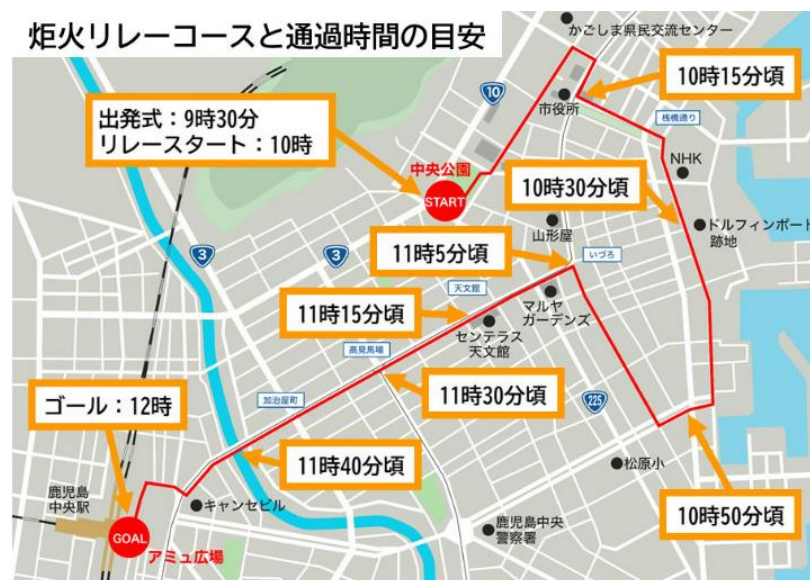 炬火リレーコースと通過時間の目安
かごしま県民交流センター
10
10時15分頃
市役所
出発式：9時30分
リレースタート：10時
桟橋通り
中央公園
START
NHK
10時30分頃
ドルフィンポート
跡地
山形屋
3
3
11時5分頃
いづろ
天文館
マルヤ
ガーデンズ
11時15分頃
センテラス
天文館
高見馬場
ゴール：12時
加治屋町
11時30分頃
225
11時40分頃
松原小
鹿児島
中央駅
キャンセビル
10時50分頃
GOAL
アミュ広場
鹿児島中央
警察署